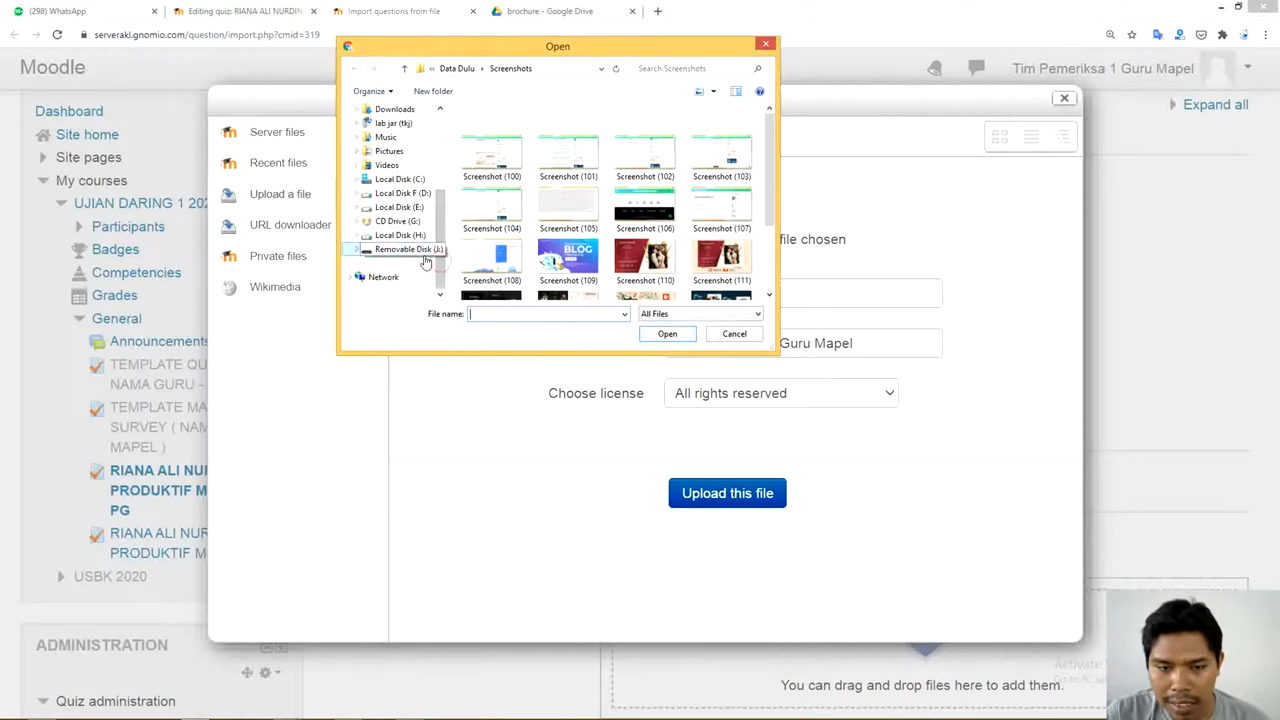 (298) WhatsApp
Editing quiz: RIANA ALI NURDIN
Import questions from file
brochure - Google Drive
serverakl.gnomio.com/question/import.php?cmid=319
Moodle
Tim Pemeriksa 1 Guru Mapel
Dashboard
Site home
Site pages
My courses
UJIAN DARING 1 202
Participants
Badges
Competencies
Grades
General
Announcements
TEMPLATE QU
NAMA GURU -
TEMPLATE MA
SURVEY ( NAM
MAPEL )
RIANA ALI NUR
PRODUKTIF M
PG
RIANA ALI NUR
PRODUKTIF M
USBK 2020
ADMINISTRATION
Quiz administration
Server files
Recent files
Upload a file
URL downloader
Private files
Wikimedia
Open
Data Dulu
Screenshots
Search Screenshots
Organize
New folder
Downloads
lab jar (tkj)
Music
Pictures
Videos
Local Disk (C:)
Local Disk F (D:)
Local Disk (E:)
CD Drive (G:)
Local Disk (H:)
Removable Disk (J:)
Network
Screenshot (100)
Screenshot (101)
Screenshot (102)
Screenshot (103)
Screenshot (104)
Screenshot (105)
Screenshot (106)
Screenshot (107)
BLOG
Screenshot (108)
Screenshot (109)
Screenshot (110)
Screenshot (111)
File name:
All Files
Open
Cancel
Expand all
file chosen
Guru Mapel
Choose license
All rights reserved
Upload this file
Activate
You can drag and drop files here to add them.